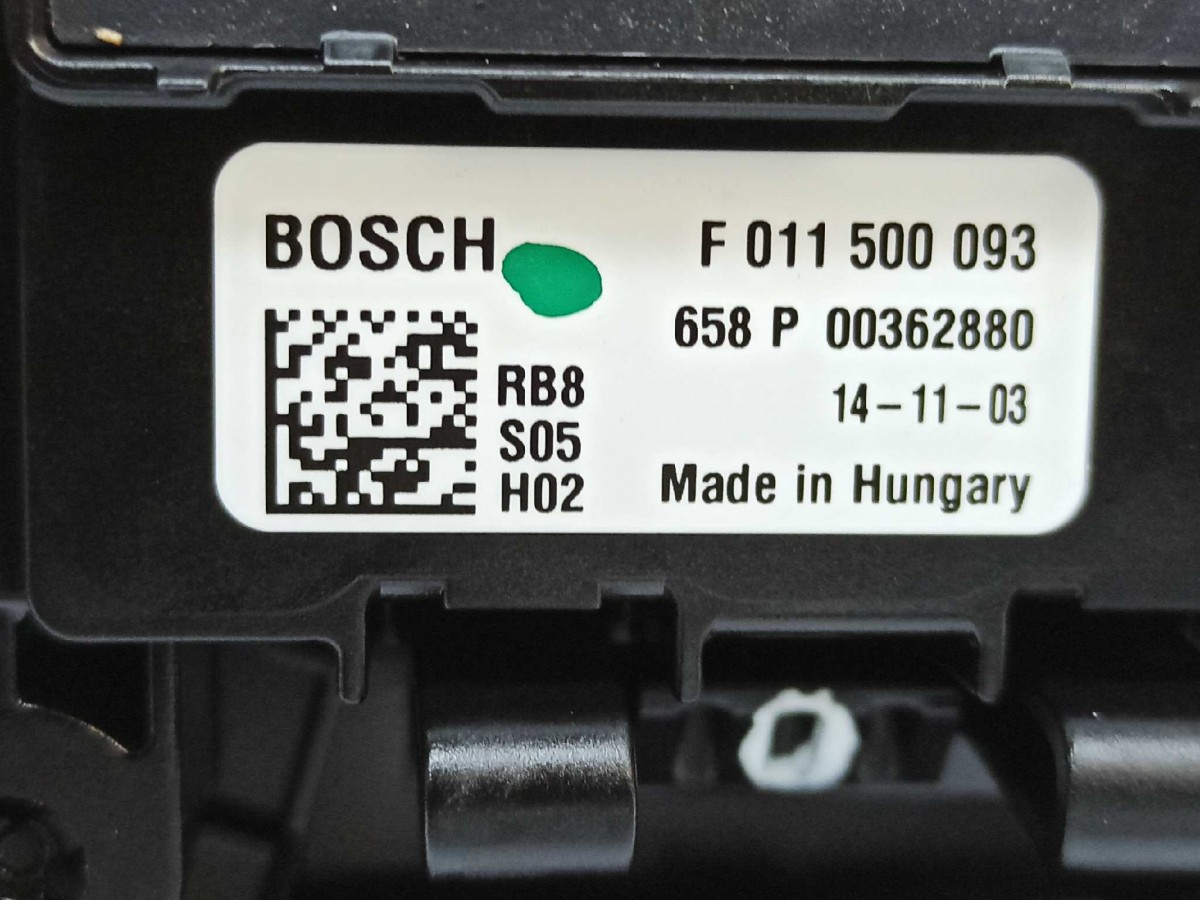 BOSCH
F 011 500 093
658 P 00362880
RB8
14-11-03
S05
H02
Made in Hungary